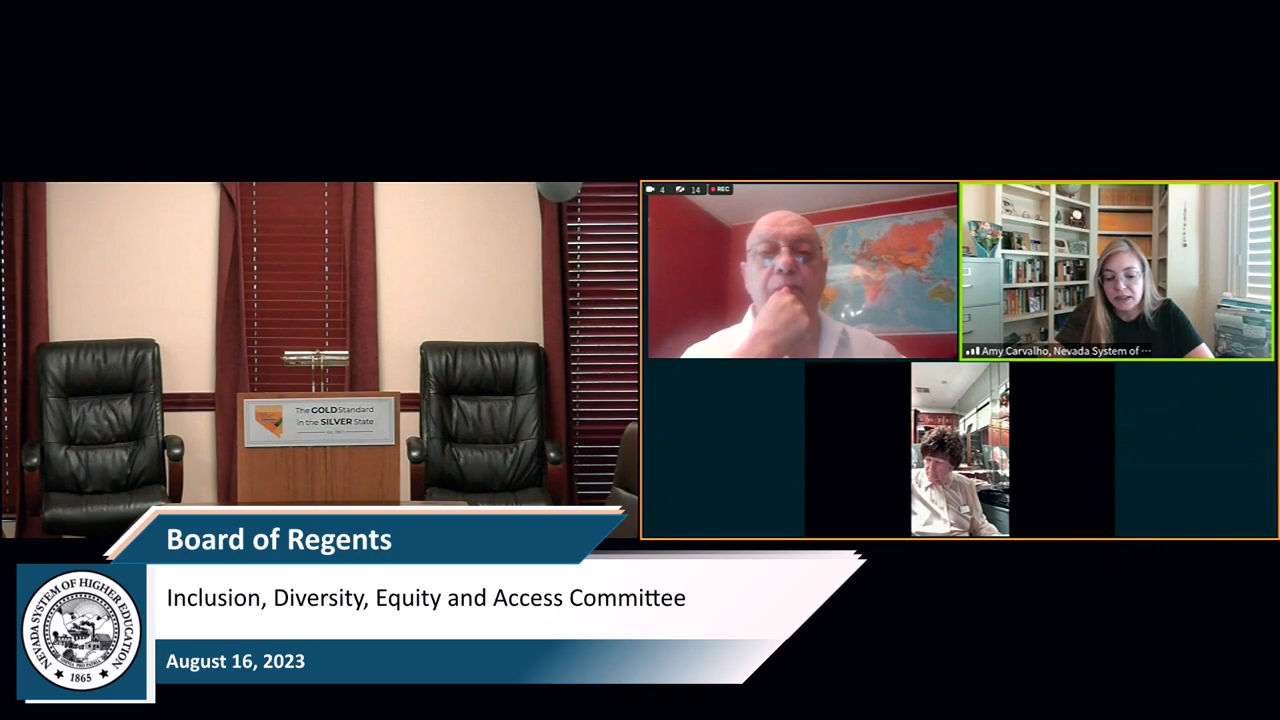 4 14 REC
Amy Carvalho, Nevada System of ...
The GOLD Standard
in the SILVER State
Board of Regents
Inclusion, Diversity, Equity and Access Committee
August 16, 2023
NEVADA SYSTEM OF HIGHER EDUCATION
1865